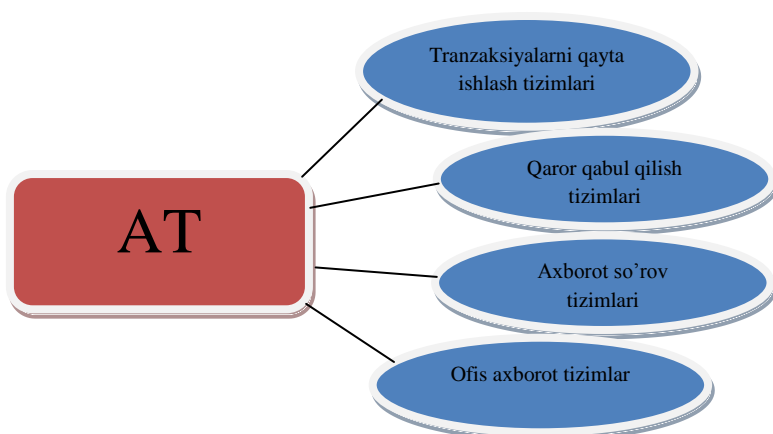 Tranzaksiyalarni qayta
ishlash tizimlari
Qaror qabul qilish
tizimlari
AT
Axborot so’rov
tizimlari
Ofis axborot tizimlar